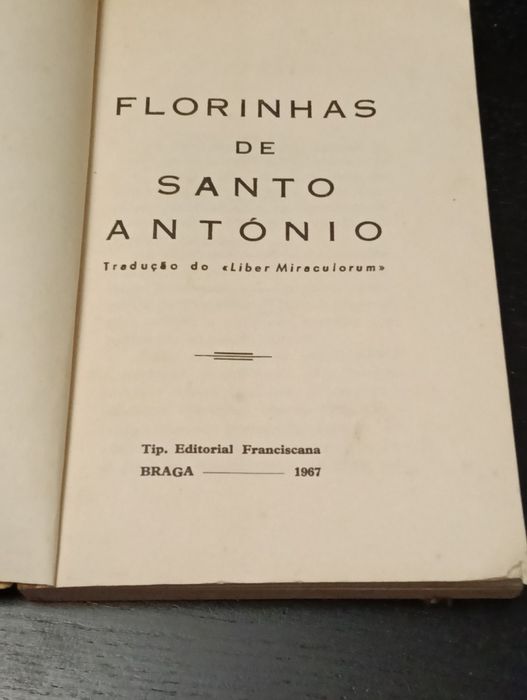 FLORINHAS
DE
SANTO
ANTÓNIO
Tradução do «Liber Miraculorum»
Tip. Editorial Franciscana
BRAGA ——— 1967